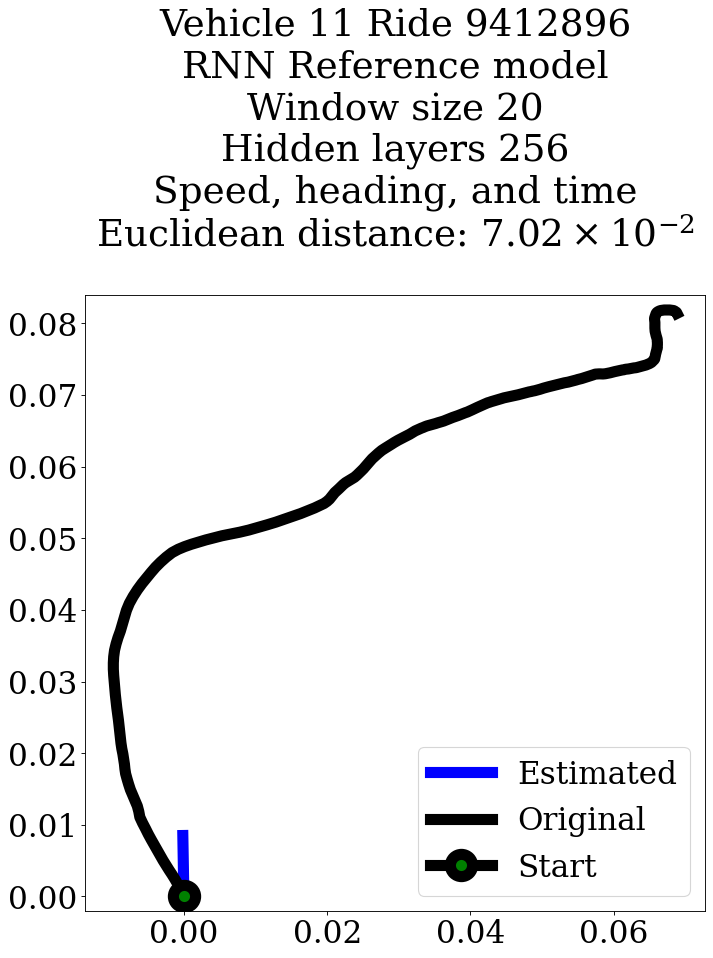 Vehicle 11 Ride 9412896
RNN Reference model
Window size 20
Hidden layers 256
Speed, heading, and time
Euclidean distance: 7.02 × 10⁻²
0.08
0.07
0.06
0.05
0.04
0.03
0.02
0.01
0.00
Estimated
Original
Start
0.00 0.02 0.04 0.06